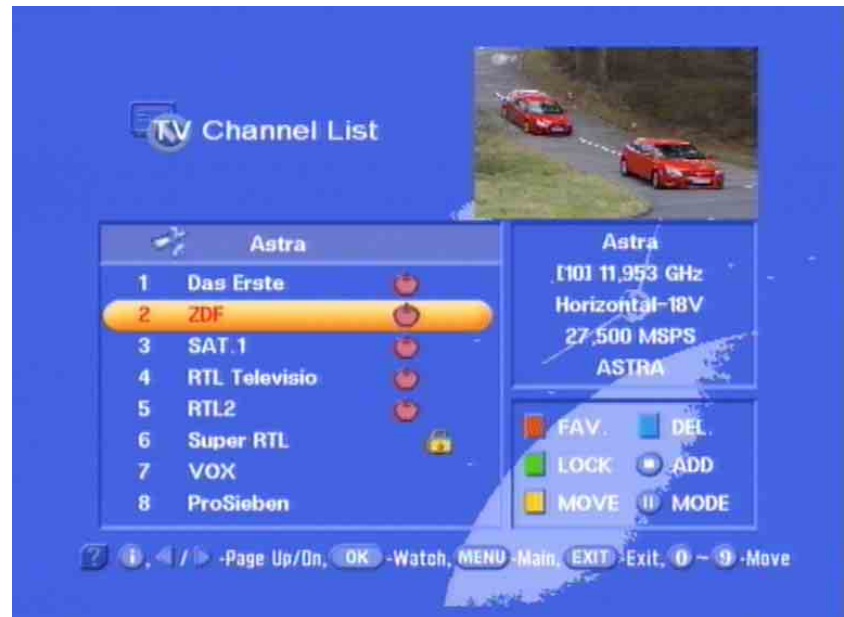 TV Channel List
Astra
1 Das Erste
2 ZDF
3 SAT.1
4 RTL Televisio
5 RTL2
6 Super RTL
7 VOX
8 ProSieben
Astra
[10] 11,953 GHz
Horizontal-18V
27,500 MSPS
ASTRA
FAV. DEL.
LOCK ADD
MOVE MODE
? i, ◀ / ▶ -Page Up/Dn, OK -Watch, MENU -Main, EXIT -Exit, 0 ~ 9 -Move